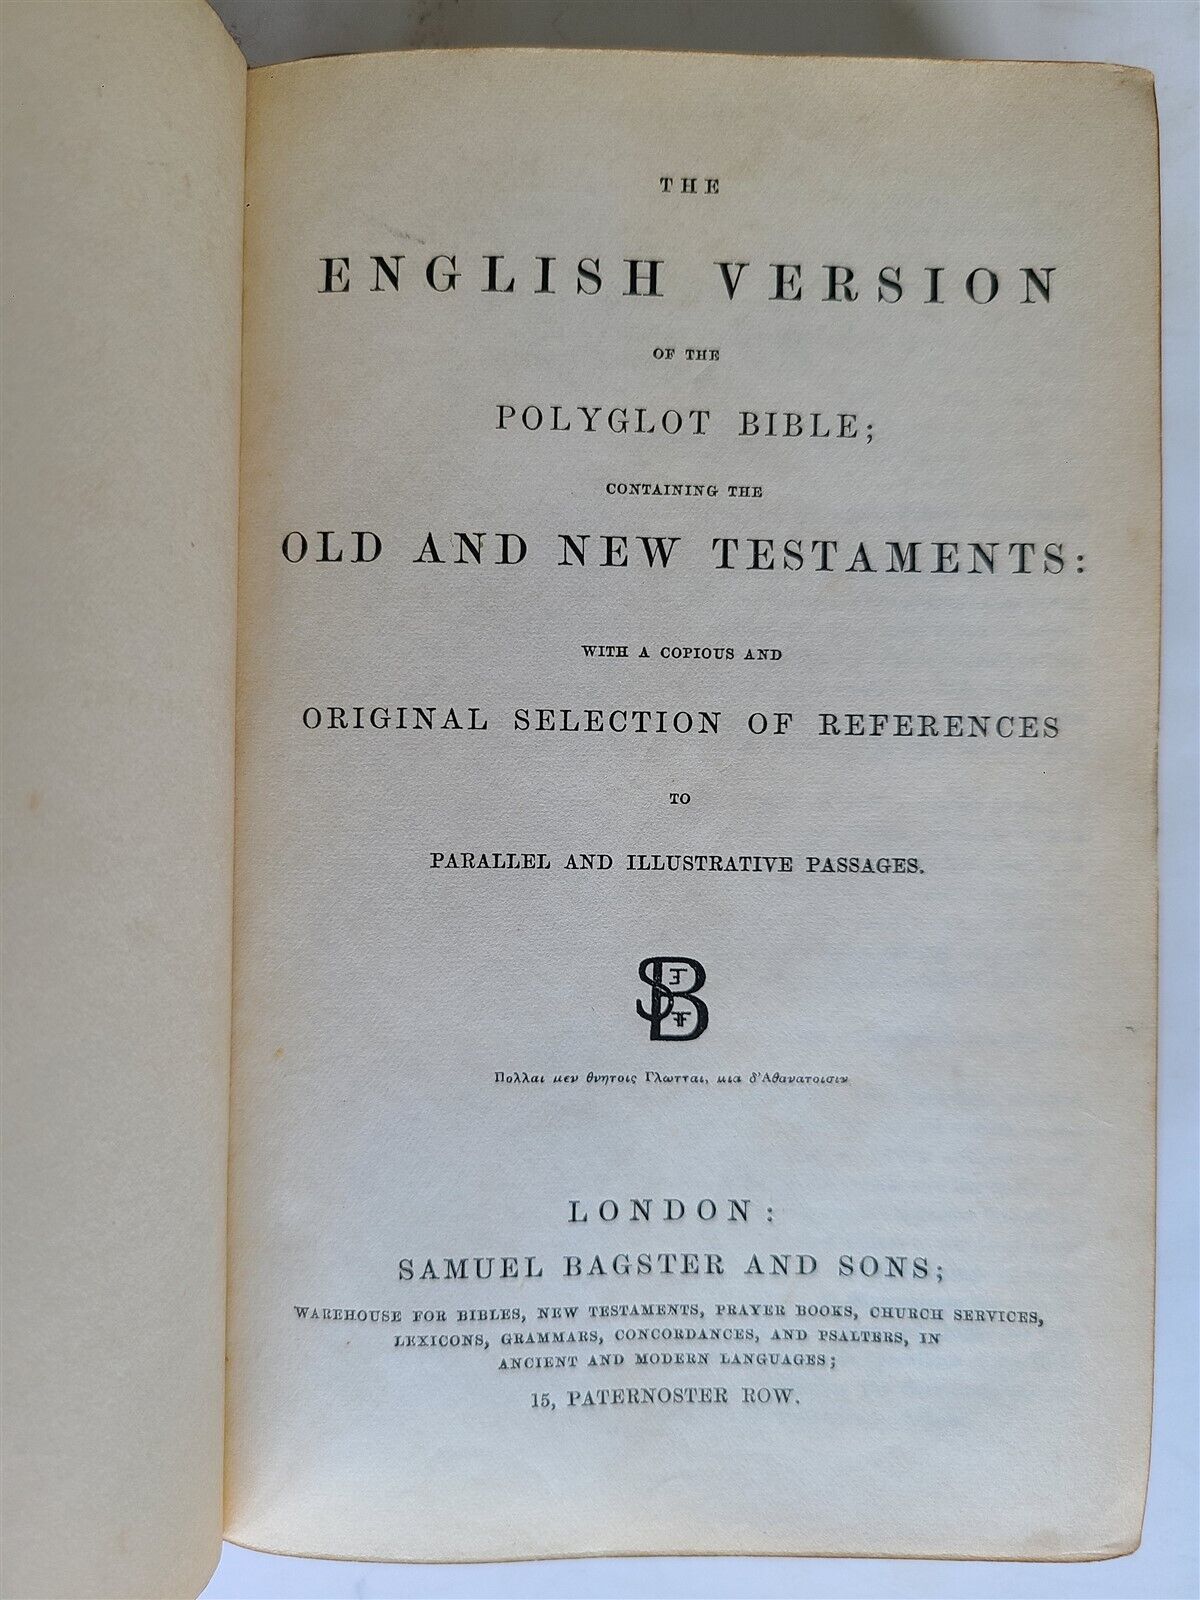 THE
ENGLISH VERSION
OF THE
POLYGLOT BIBLE;
CONTAINING THE
OLD AND NEW TESTAMENTS:
WITH A COPIOUS AND
ORIGINAL SELECTION OF REFERENCES
TO
PARALLEL AND ILLUSTRATIVE PASSAGES.
SB
Πολλαι μεν θνητοις Γλωτται, μια δ'Αθανατοισιν
LONDON:
SAMUEL BAGSTER AND SONS;
WAREHOUSE FOR BIBLES, NEW TESTAMENTS, PRAYER BOOKS, CHURCH SERVICES,
LEXICONS, GRAMMARS, CONCORDANCES, AND PSALTERS, IN
ANCIENT AND MODERN LANGUAGES;
15, PATERNOSTER ROW.